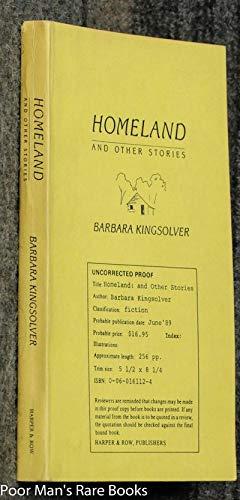 HOMELAND
AND OTHER STORIES
BARBARA KINGSOLVER
HARPER & ROW
HOMELAND
AND OTHER STORIES
BARBARA KINGSOLVER
UNCORRECTED PROOF
Title Homeland: and Other Stories
Author: Barbara Kingsolver
Classification: fiction
Probable publication date: June'89
Probable price: $16.95 Index:
Illustrations:
Approximate length: 256 pp.
Trim size: 5 1/2 x 8 1/4
ISBN: 0-06-016112-4
Reviewers are reminded that changes may be made
in this proof copy before books are printed. If any
material from the book is to be quoted in a review,
the quotation should be checked against the final
bound book.
HARPER & ROW, PUBLISHERS
Poor Man's Rare Books